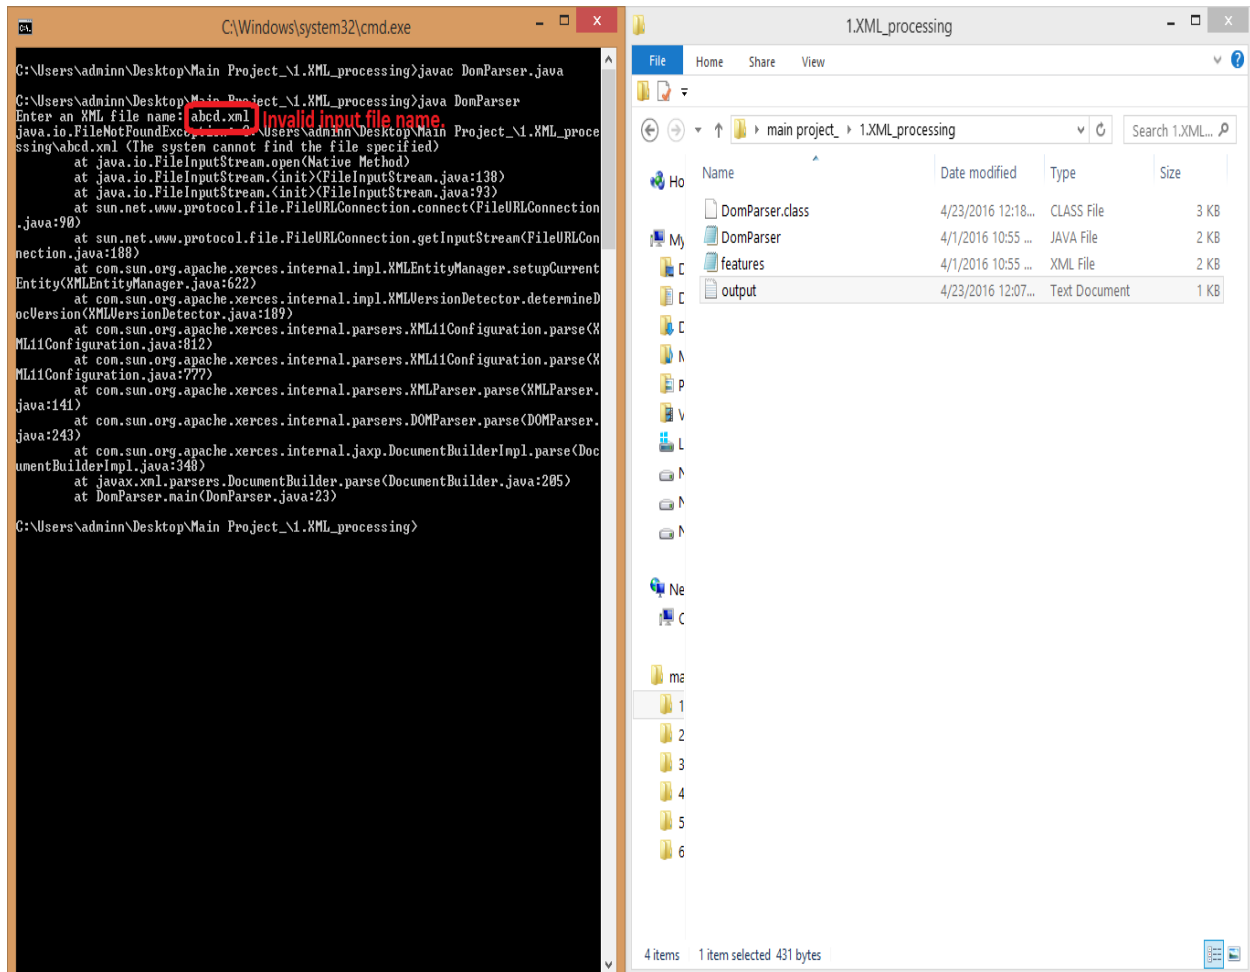 C:\Windows\system32\cmd.exe
C:\Users\adminn\Desktop\Main Project_\1.XML_processing>javac DomParser.java
C:\Users\adminn\Desktop\Main Project_\1.XML_processing>java DomParser
Enter an XML file name: abcd.xml Invalid input file name.
java.io.FileNotFoundException: C:\Users\adminn\Desktop\Main Project_\1.XML_proce
ssing\abcd.xml (The system cannot find the file specified)
at java.io.FileInputStream.open(Native Method)
at java.io.FileInputStream.<init>(FileInputStream.java:138)
at java.io.FileInputStream.<init>(FileInputStream.java:93)
at sun.net.www.protocol.file.FileURLConnection.connect(FileURLConnection
.java:90)
at sun.net.www.protocol.file.FileURLConnection.getInputStream(FileURLCon
nection.java:188)
at com.sun.org.apache.xerces.internal.impl.XMLEntityManager.setupCurrent
Entity(XMLEntityManager.java:622)
at com.sun.org.apache.xerces.internal.impl.XMLVersionDetector.determineD
ocVersion(XMLVersionDetector.java:189)
at com.sun.org.apache.xerces.internal.parsers.XML11Configuration.parse(X
ML11Configuration.java:812)
at com.sun.org.apache.xerces.internal.parsers.XML11Configuration.parse(X
ML11Configuration.java:777)
at com.sun.org.apache.xerces.internal.parsers.XMLParser.parse(XMLParser.
java:141)
at com.sun.org.apache.xerces.internal.parsers.DOMParser.parse(DOMParser.
java:243)
at com.sun.org.apache.xerces.internal.jaxp.DocumentBuilderImpl.parse(Doc
umentBuilderImpl.java:348)
at javax.xml.parsers.DocumentBuilder.parse(DocumentBuilder.java:205)
at DomParser.main(DomParser.java:23)
C:\Users\adminn\Desktop\Main Project_\1.XML_processing>
1.XML_processing
File Home Share View
main project_ 1.XML_processing Search 1.XML...
Name Date modified Type Size
DomParser.class 4/23/2016 12:18... CLASS File 3 KB
DomParser 4/1/2016 10:55 ... JAVA File 2 KB
features 4/1/2016 10:55 ... XML File 2 KB
output 4/23/2016 12:07... Text Document 1 KB
Ho
My
D
M
P
V
L
N
N
N
Ne
C
ma
1
2
3
4
5
6
4 items 1 item selected 431 bytes